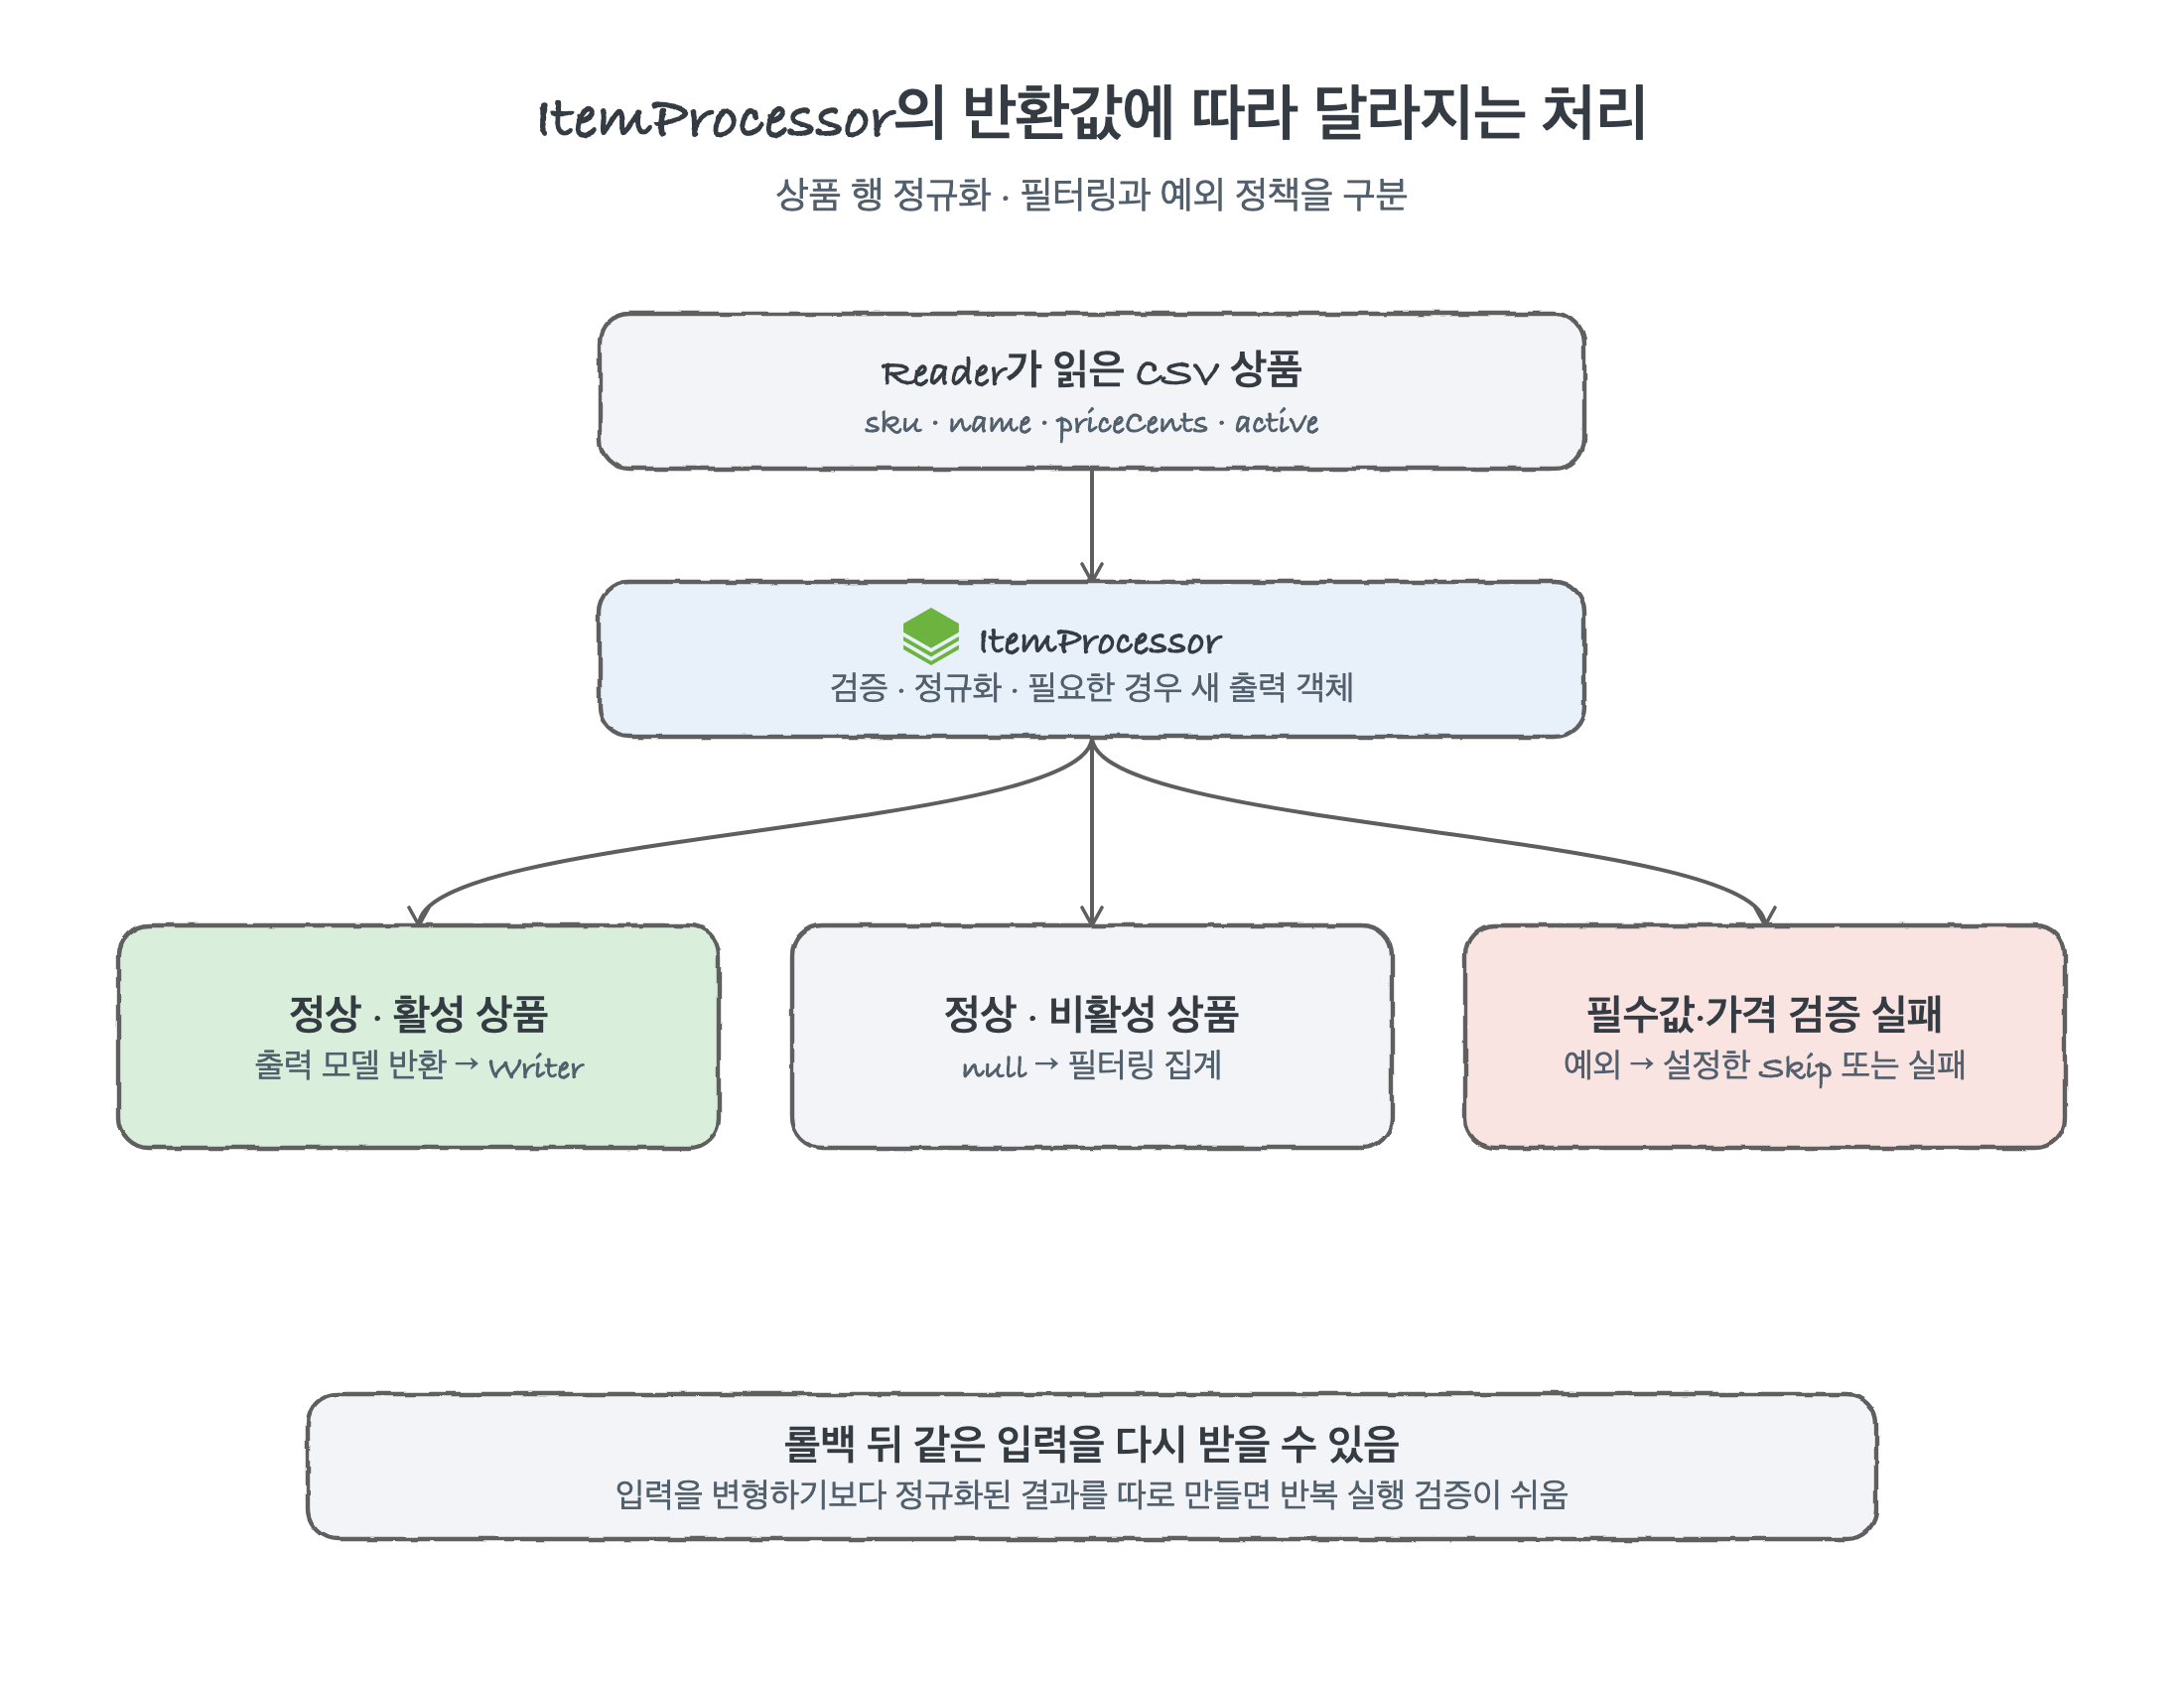 ItemProcessor의 반환값에 따라 달라지는 처리
상품 행 정규화 · 필터링과 예외 정책을 구분
Reader가 읽은 CSV 상품
sku · name · priceCents · active
ItemProcessor
검증 · 정규화 · 필요한 경우 새 출력 객체
정상 · 활성 상품
출력 모델 반환 → Writer
정상 · 비활성 상품
null → 필터링 집계
필수값·가격 검증 실패
예외 → 설정한 skip 또는 실패
롤백 뒤 같은 입력을 다시 받을 수 있음
입력을 변형하기보다 정규화된 결과를 따로 만들면 반복 실행 검증이 쉬움